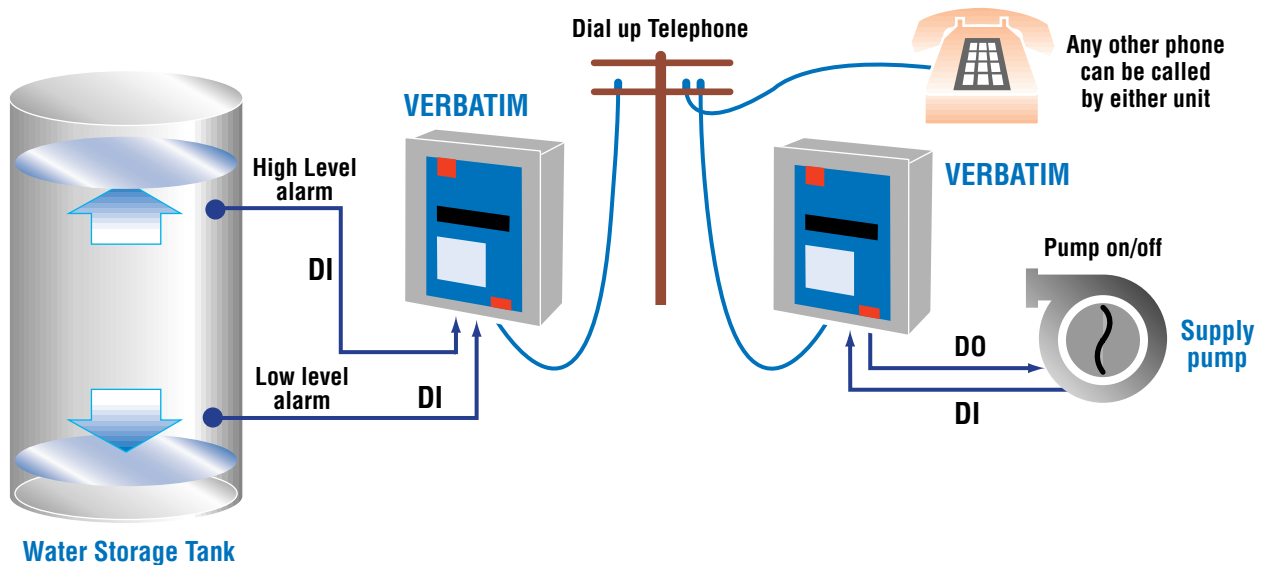 Dial up Telephone
Any other phone
can be called
by either unit
VERBATIM
VERBATIM
High Level
alarm
DI
Low level
alarm
DI
Pump on/off
DO
DI
Supply
pump
Water Storage Tank